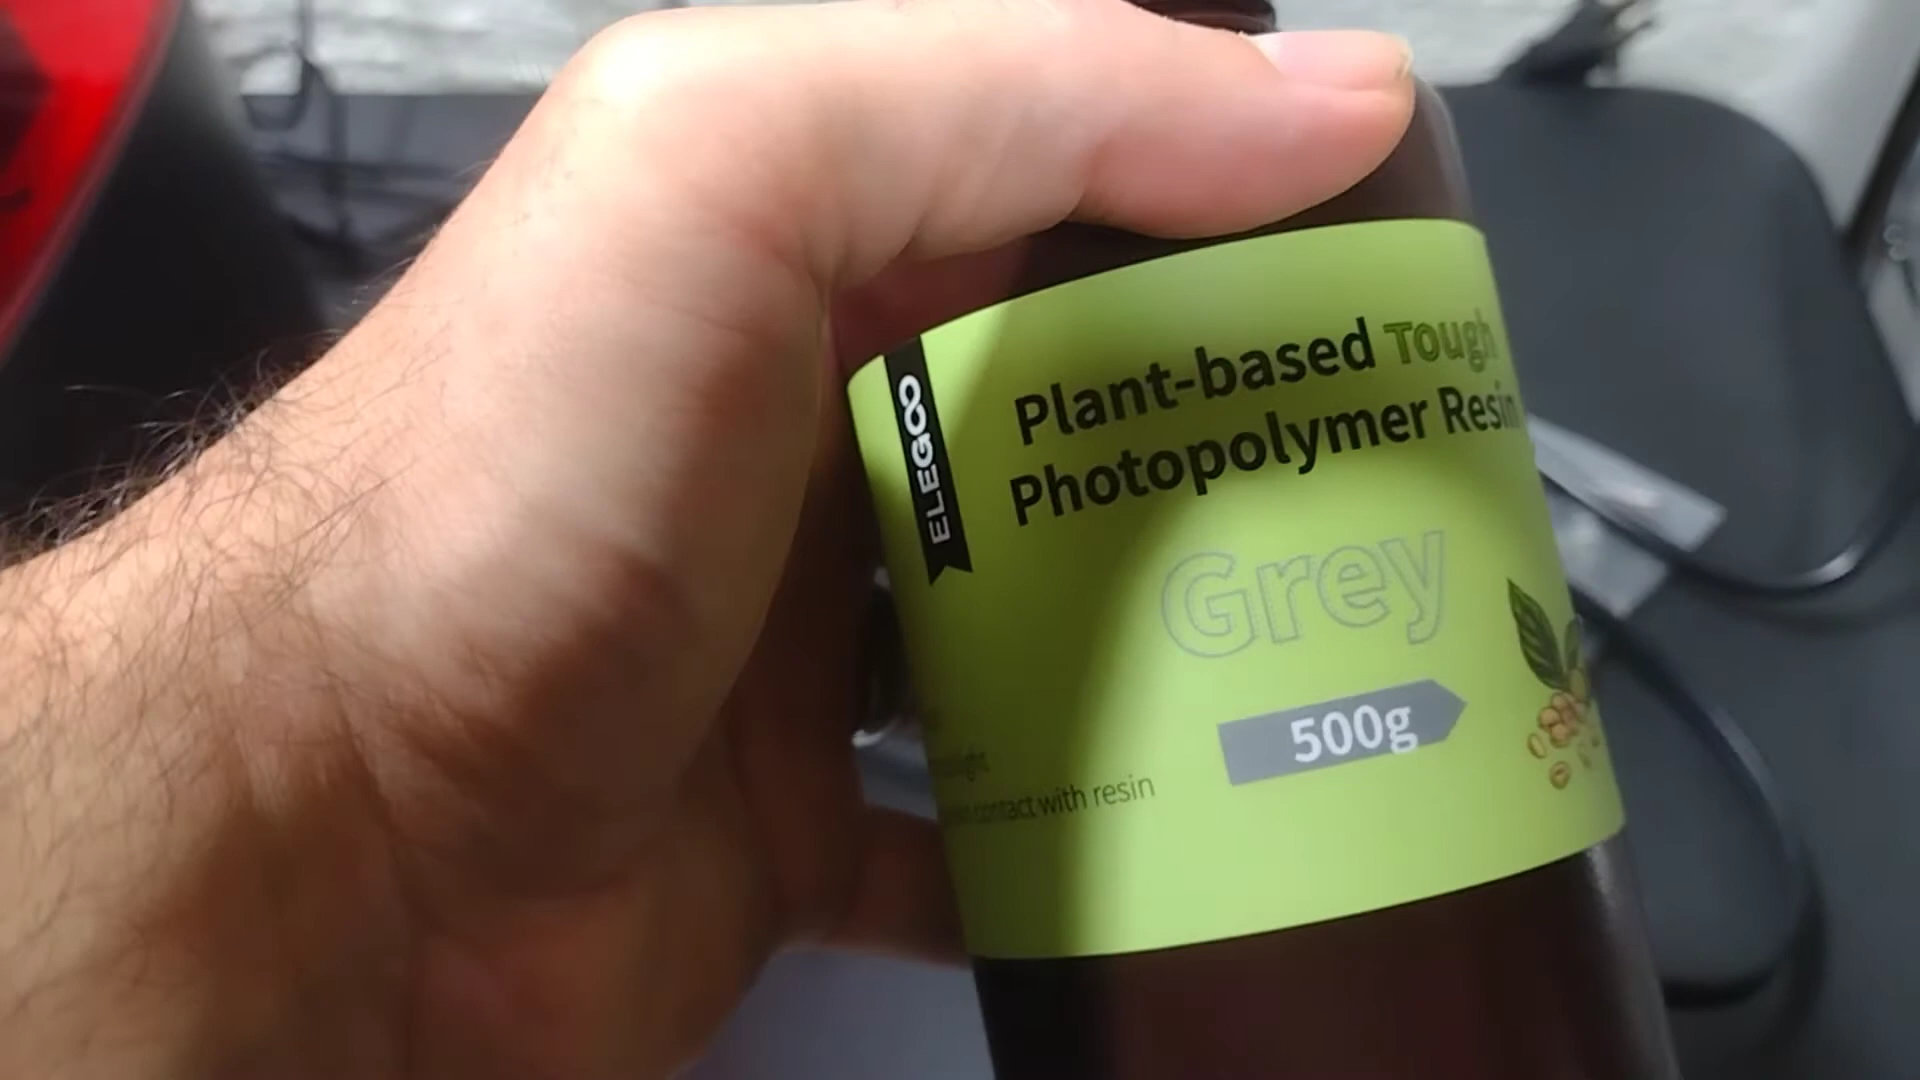 ELEGOO
Plant-based Tough
Photopolymer Resin
Grey
500g
contact with resin